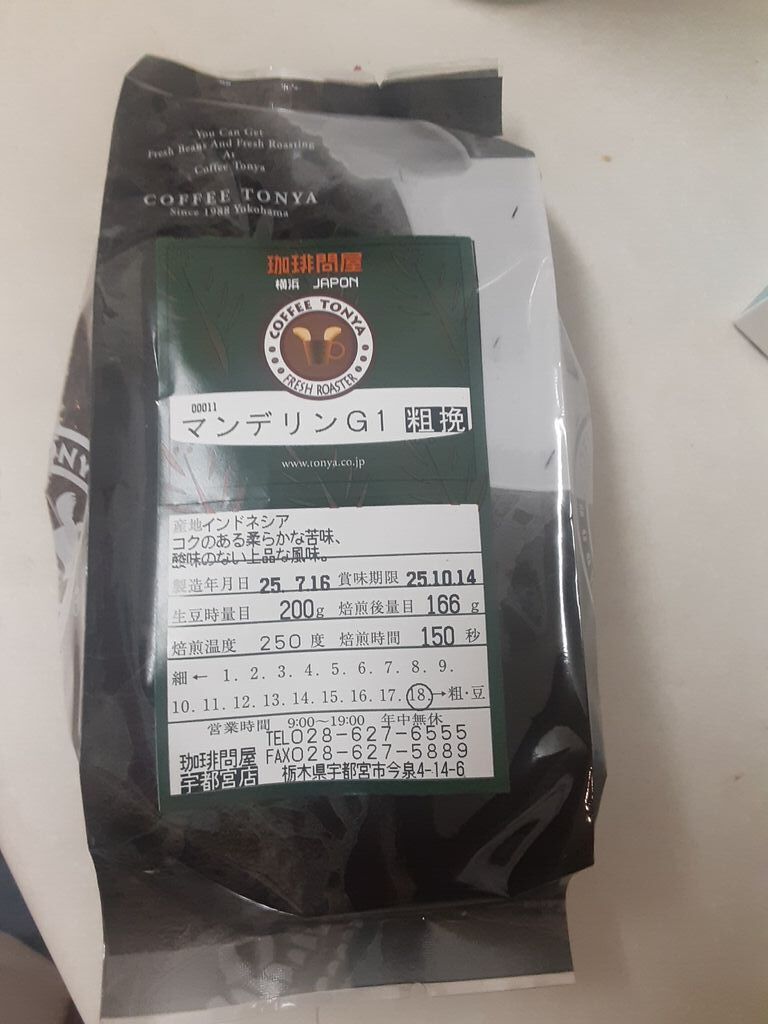 You Can Get
Fresh Beans And Fresh Roasting
At
Coffee Tonya
COFFEE TONYA
Since 1988 Yokohama
珈琲問屋
横浜 JAPON
COFFEE TONYA
FRESH ROASTER
00011
マンデリンG1 粗挽
www.tonya.co.jp
産地インドネシア
コクのある柔らかな苦味、
酸味のない上品な風味。
製造年月日 25. 7.16 賞味期限 25.10.14
生豆時量目 200g 焙煎後量目 166 g
焙煎温度 250 度 焙煎時間 150 秒
細← 1. 2. 3. 4. 5. 6. 7. 8. 9.
10. 11. 12. 13. 14. 15. 16. 17. 18.→粗·豆
営業時間 9:00〜19:00 年中無休
TEL028-627-6555
珈琲問屋 FAX028-627-5889
宇都宮店 栃木県宇都宮市今泉4-14-6